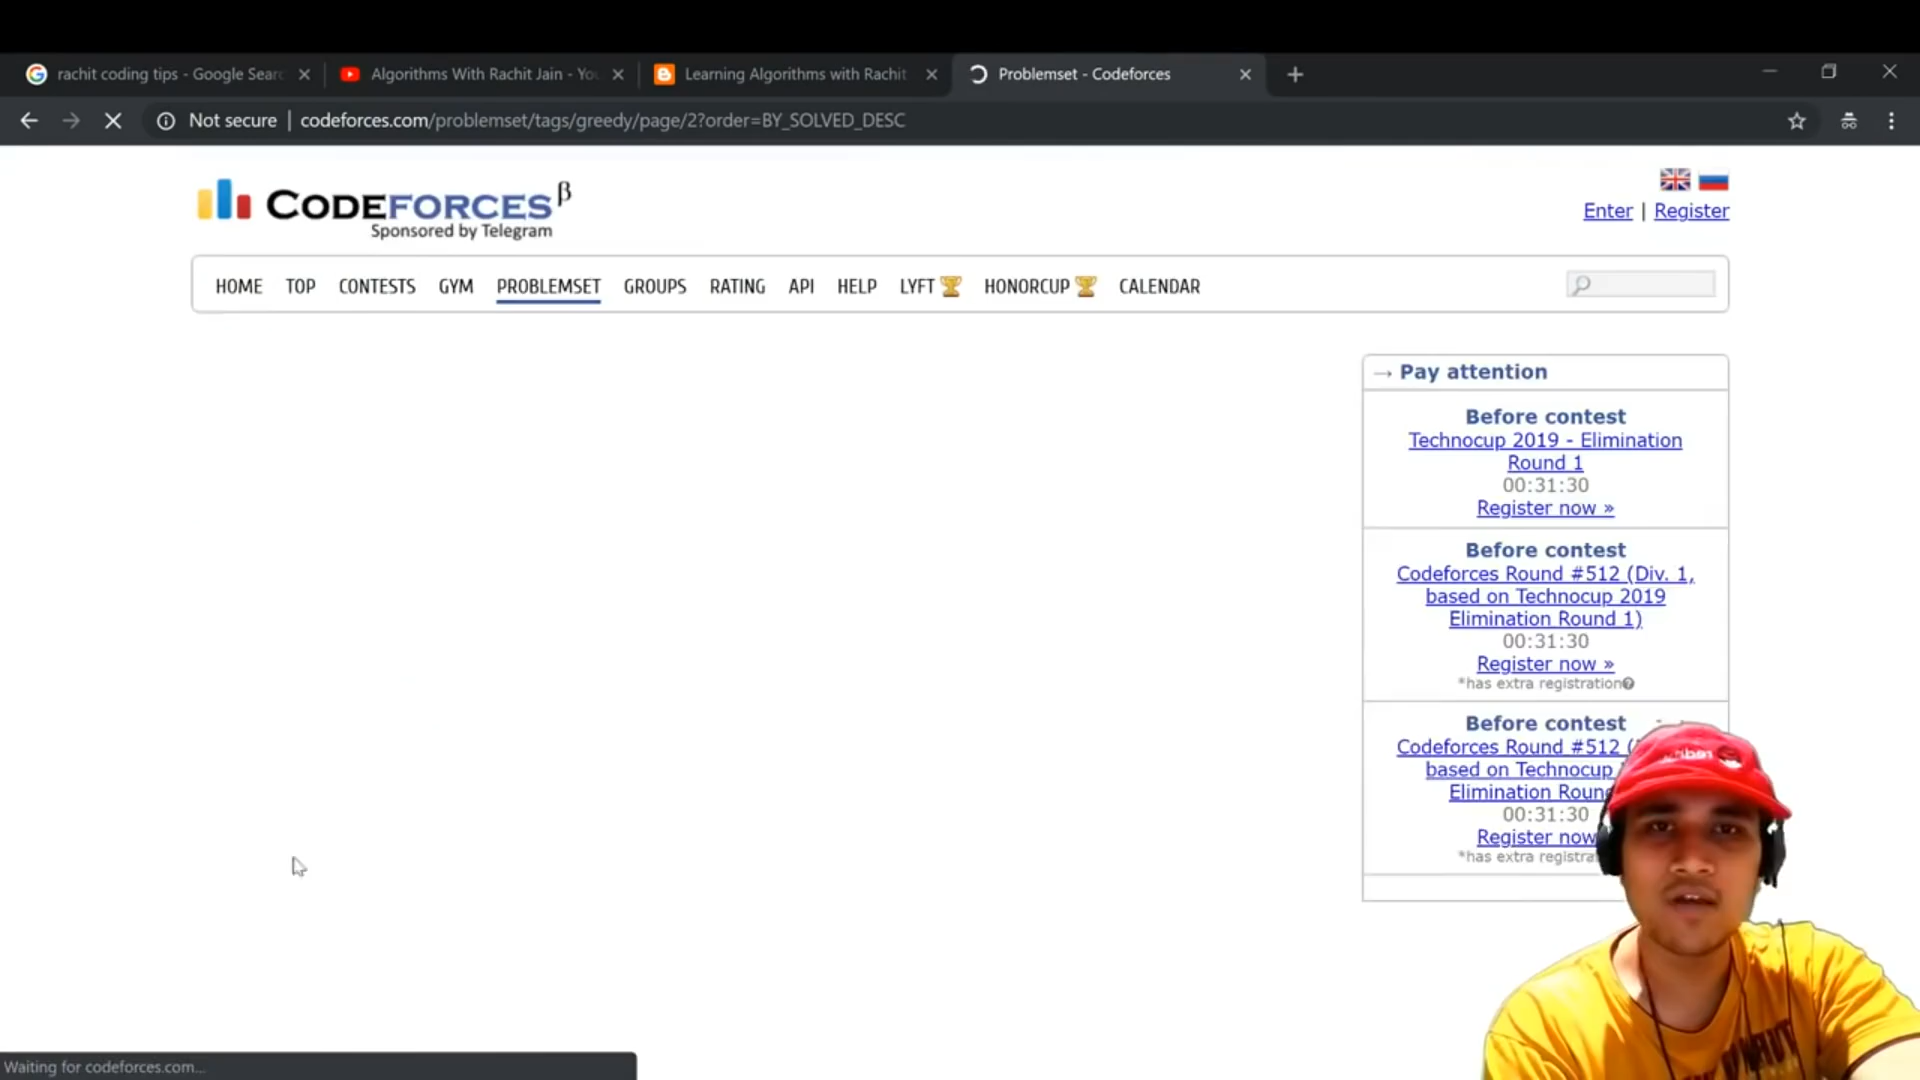 rachit coding tips - Google Sear
Algorithms With Rachit Jain - Yo
Learning Algorithms with Rachit
Problemset - Codeforces
Not secure | codeforces.com/problemset/tags/greedy/page/2?order=BY_SOLVED_DESC
CODEFORCES β
Sponsored by Telegram
Enter | Register
HOME TOP CONTESTS GYM PROBLEMSET GROUPS RATING API HELP LYFT HONORCUP CALENDAR
→ Pay attention
Before contest
Technocup 2019 - Elimination
Round 1
00:31:30
Register now »
Before contest
Codeforces Round #512 (Div. 1,
based on Technocup 2019
Elimination Round 1)
00:31:30
Register now »
*has extra registration
Before contest
Codeforces Round #512 (
based on Technocup
Elimination Roun
00:31:30
Register now
*has extra registra
Waiting for codeforces.com...